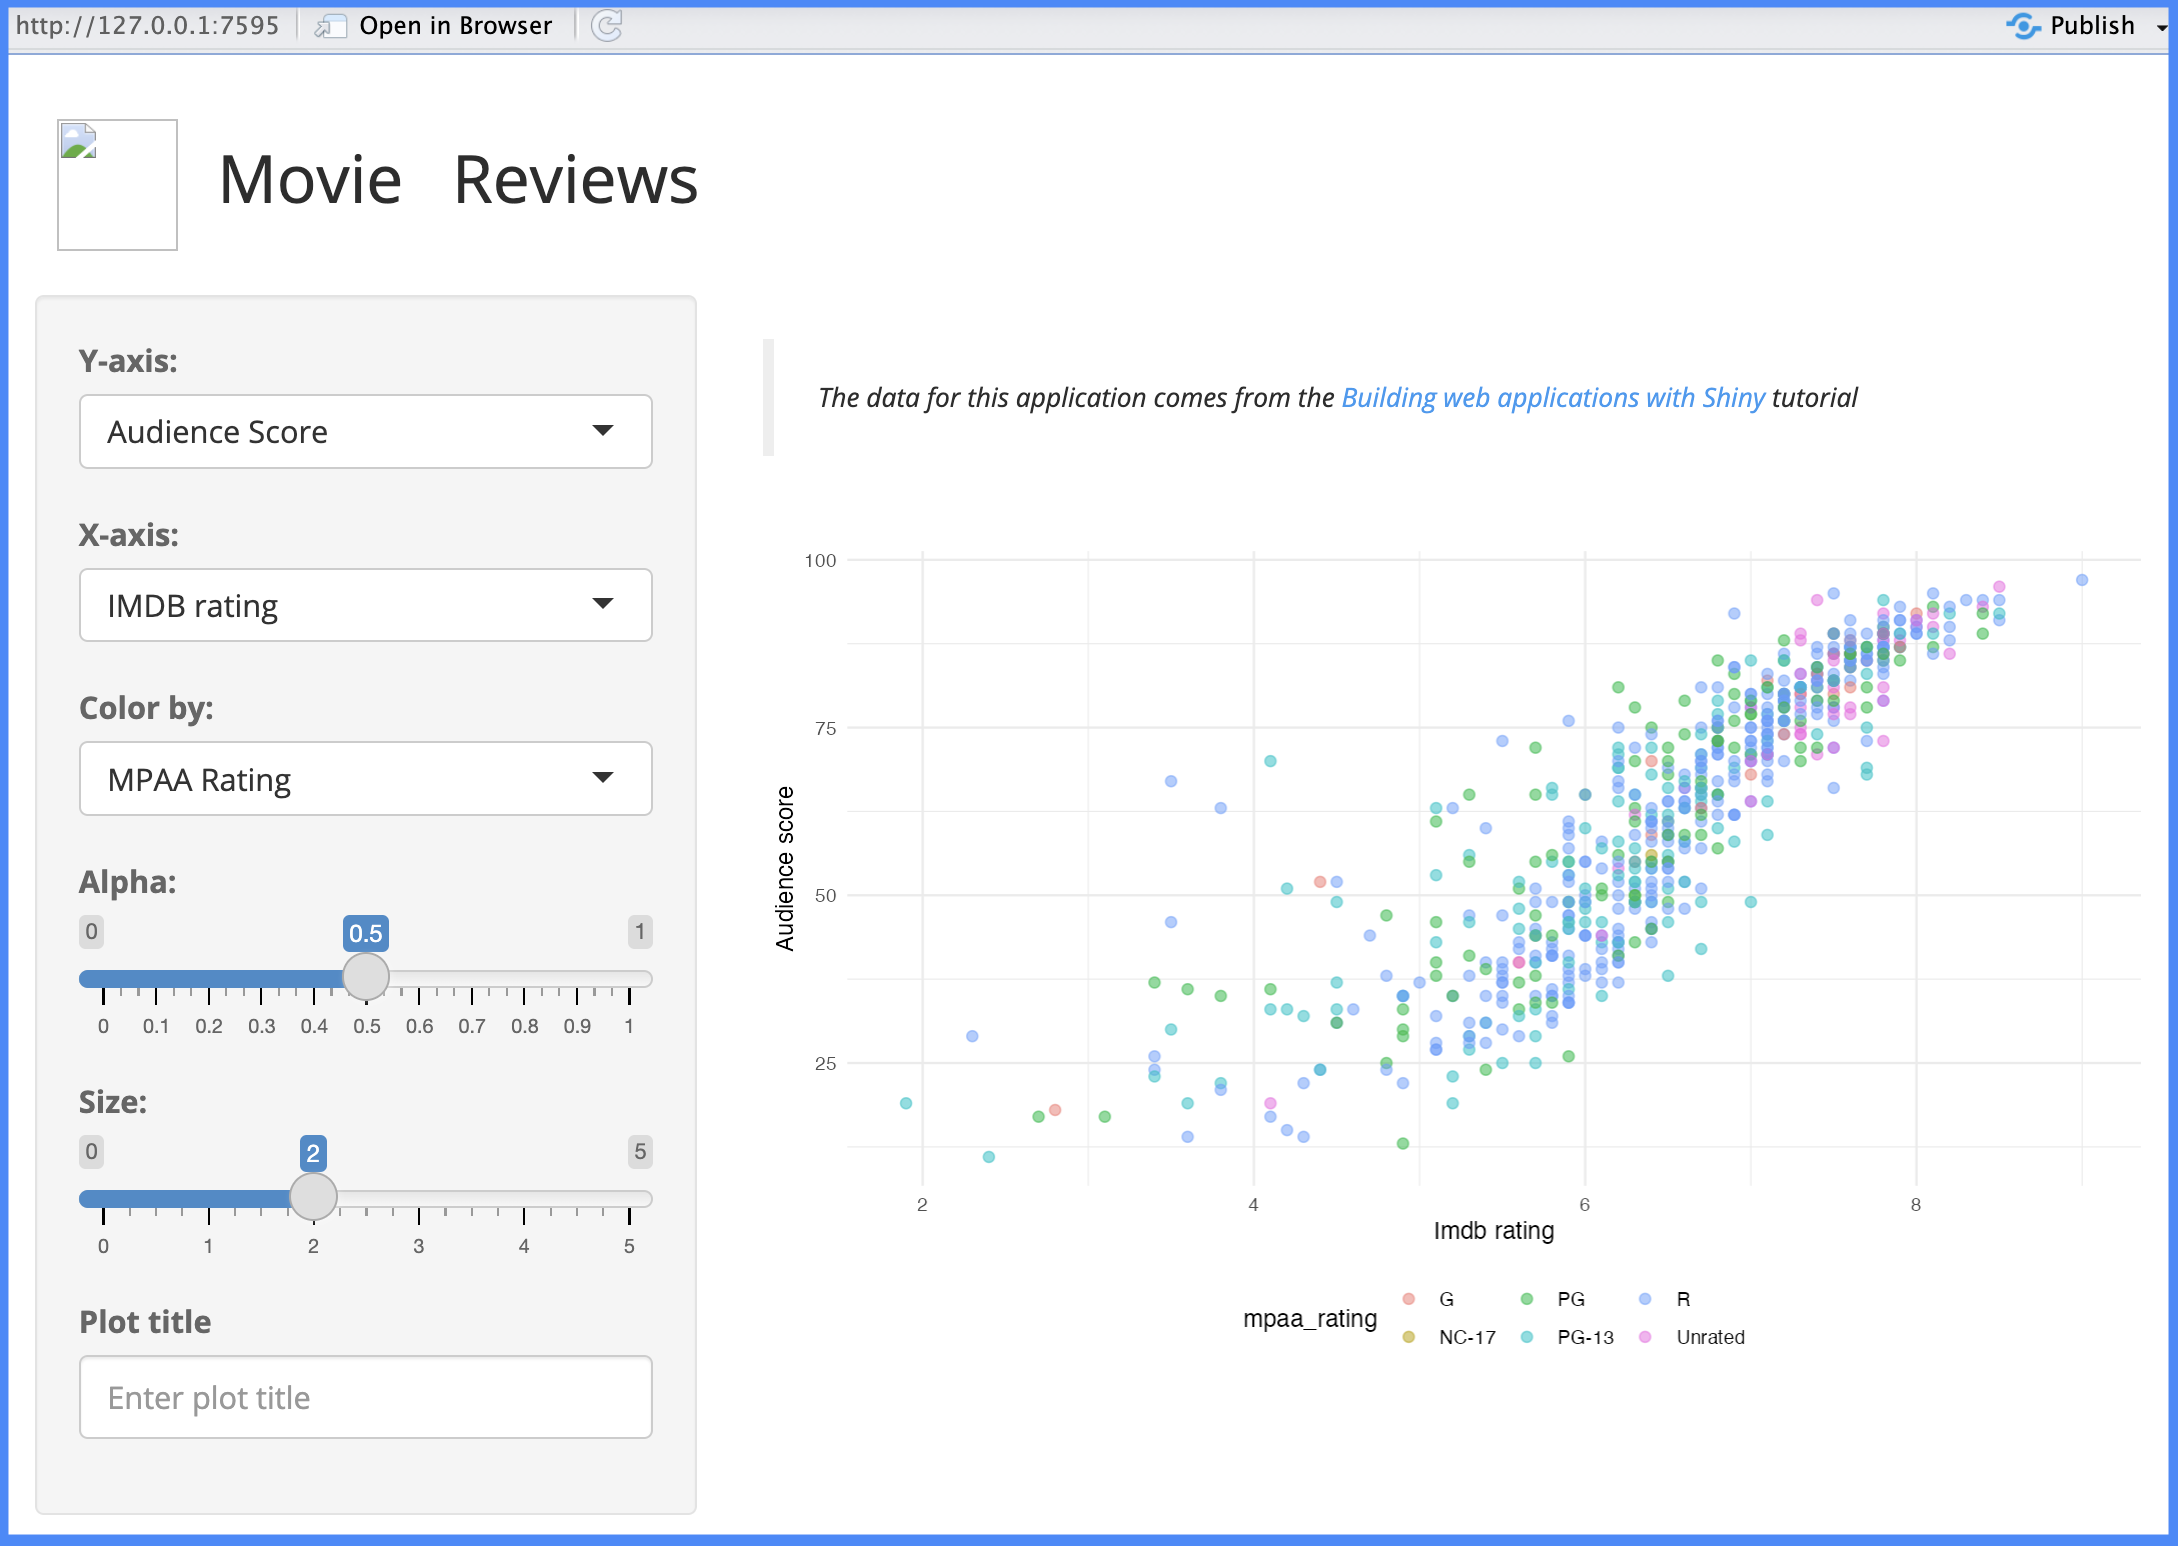 http://127.0.0.1:7595 Open in Browser Publish
Movie Reviews
Y-axis:
Audience Score
X-axis:
IMDB rating
Color by:
MPAA Rating
Alpha:
0 0.5 1
0 0.1 0.2 0.3 0.4 0.5 0.6 0.7 0.8 0.9 1
Size:
0 2 5
0 1 2 3 4 5
Plot title
Enter plot title
The data for this application comes from the Building web applications with Shiny tutorial
100
75
50
25
Audience score
2 4 6 8
Imdb rating
mpaa_rating
G PG R
NC-17 PG-13 Unrated